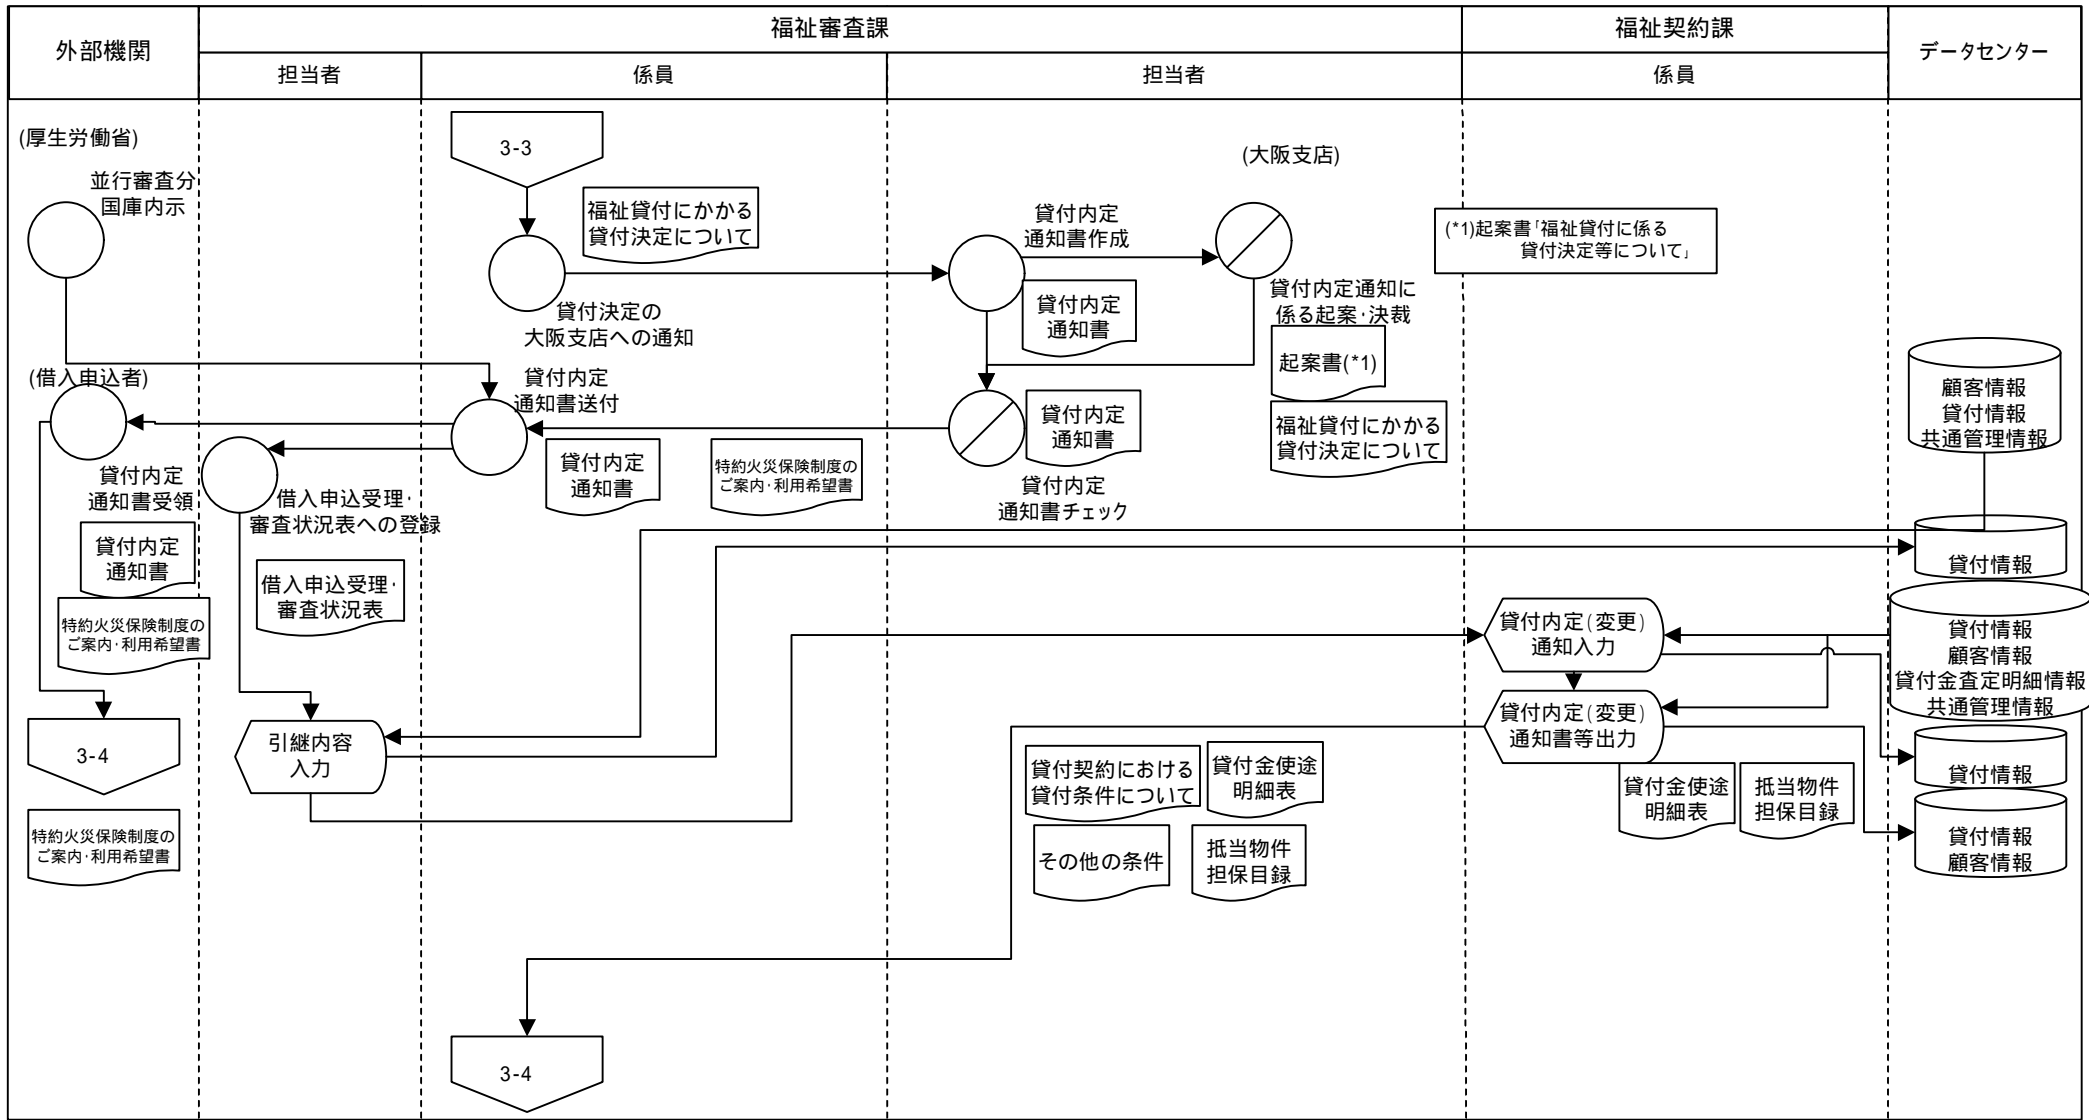 外部機関
福祉審査課
福祉契約課
データセンター
担当者
係員
担当者
係員
(厚生労働省)
並行審査分
国庫内示
3-3
福祉貸付にかかる
貸付決定について
貸付決定の
大阪支店への通知
貸付内定
通知書作成
貸付内定
通知書
(大阪支店)
貸付内定通知に
係る起案・決裁
起案書(*1)
福祉貸付にかかる
貸付決定について
(*1)起案書「福祉貸付に係る
貸付決定等について」
(借入申込者)
貸付内定
通知書受領
貸付内定
通知書
特約火災保険制度の
ご案内・利用希望書
3-4
特約火災保険制度の
ご案内・利用希望書
借入申込受理・
審査状況表への登録
借入申込受理・
審査状況表
引継内容
入力
貸付内定
通知書送付
貸付内定
通知書
特約火災保険制度の
ご案内・利用希望書
貸付内定
通知書
貸付内定
通知書チェック
顧客情報
貸付情報
共通管理情報
貸付情報
貸付内定(変更)
通知入力
貸付情報
顧客情報
貸付金査定明細情報
共通管理情報
貸付内定(変更)
通知書等出力
貸付情報
貸付契約における
貸付条件について
貸付金使途
明細表
貸付金使途
明細表
抵当物件
担保目録
貸付情報
顧客情報
その他の条件
抵当物件
担保目録
3-4